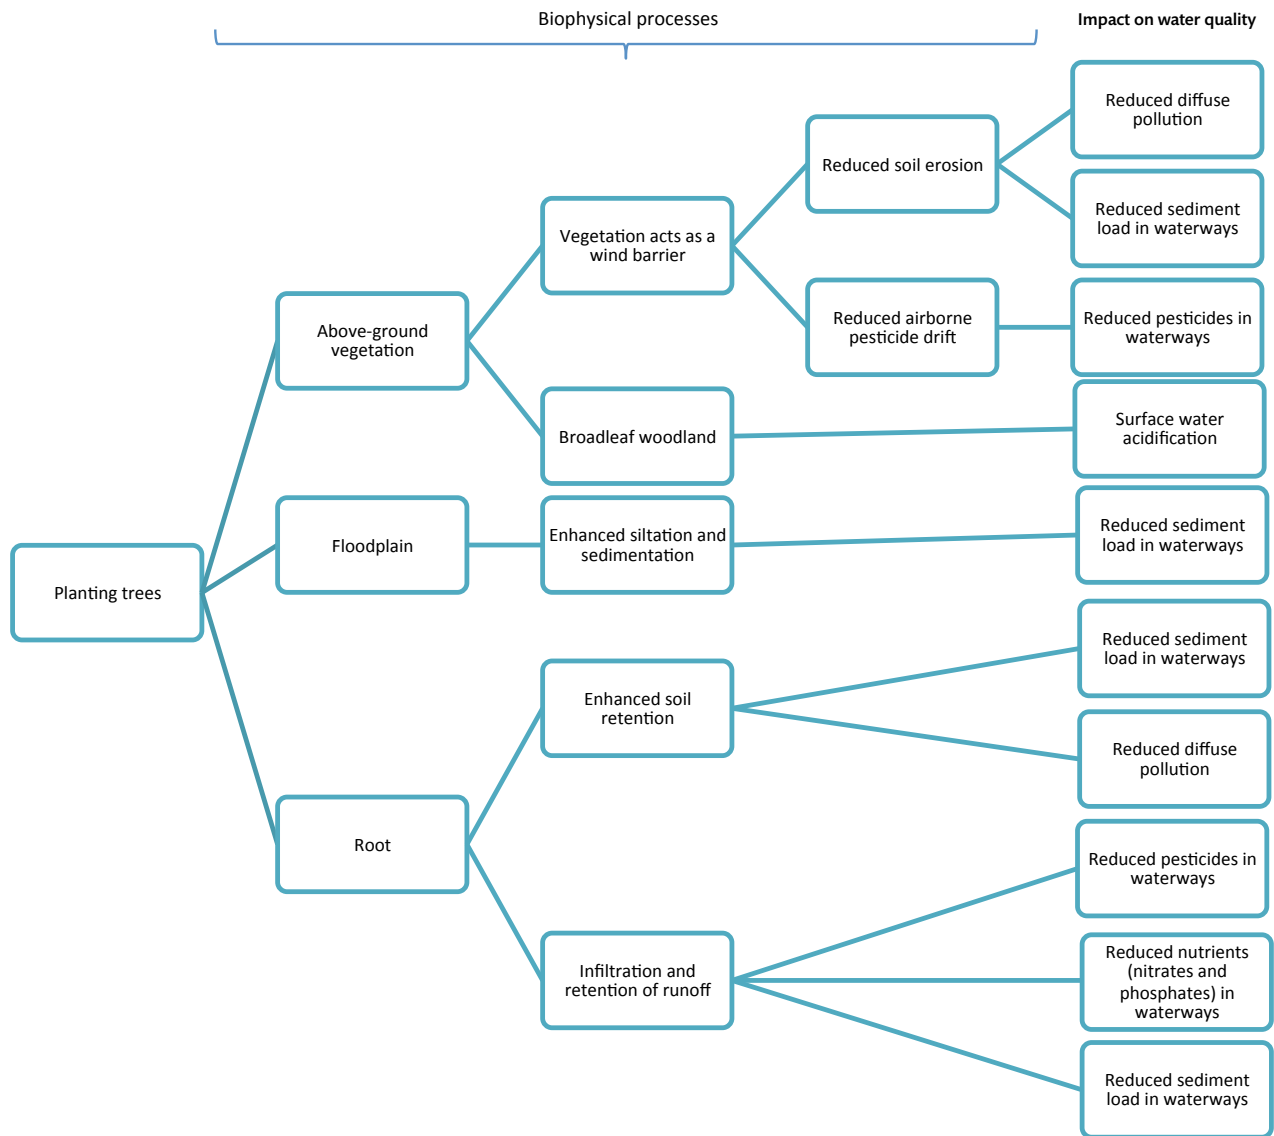 Biophysical processes
Impact on water quality
Reduced diffuse
pollution
Reduced soil erosion
Reduced sediment
load in waterways
Vegetation acts as a
wind barrier
Above-ground
vegetation
Reduced airborne
pesticide drift
Reduced pesticides in
waterways
Broadleaf woodland
Surface water
acidification
Planting trees
Floodplain
Enhanced siltation and
sedimentation
Reduced sediment
load in waterways
Root
Enhanced soil
retention
Reduced sediment
load in waterways
Reduced diffuse
pollution
Infiltration and
retention of runoff
Reduced pesticides in
waterways
Reduced nutrients
(nitrates and
phosphates) in
waterways
Reduced sediment
load in waterways